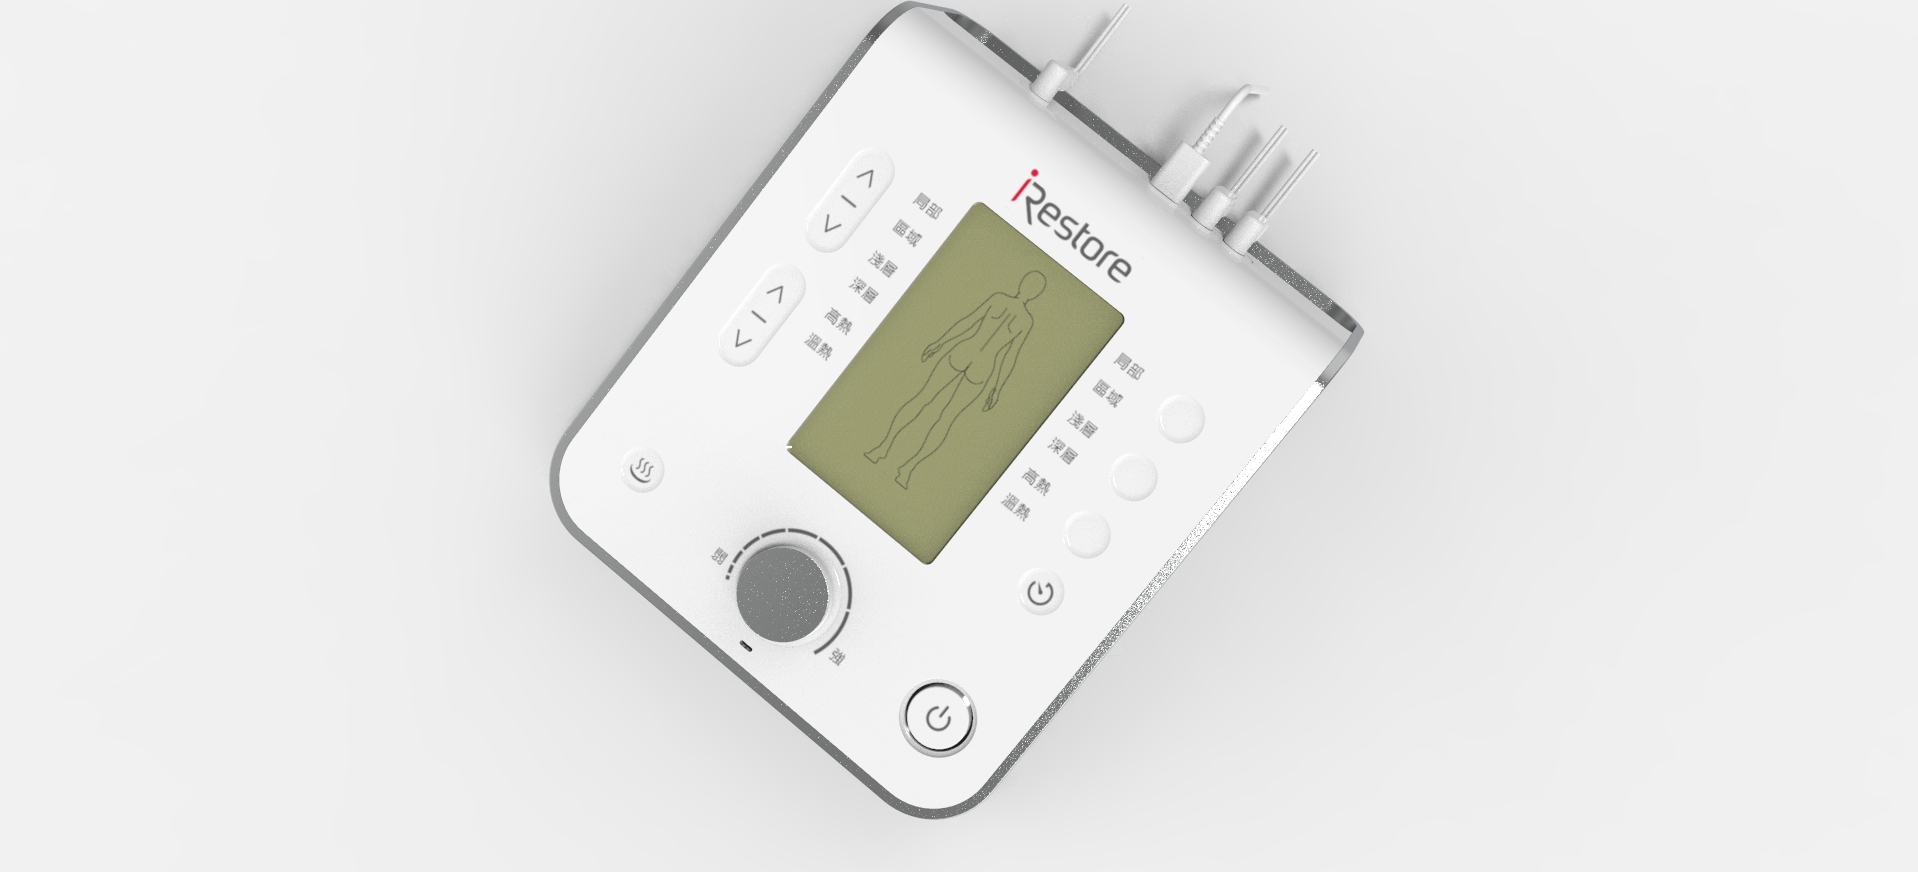 iRestore
局部
區域
淺層
深層
高熱
溫熱
局部
區域
淺層
深層
高熱
溫熱
弱
強